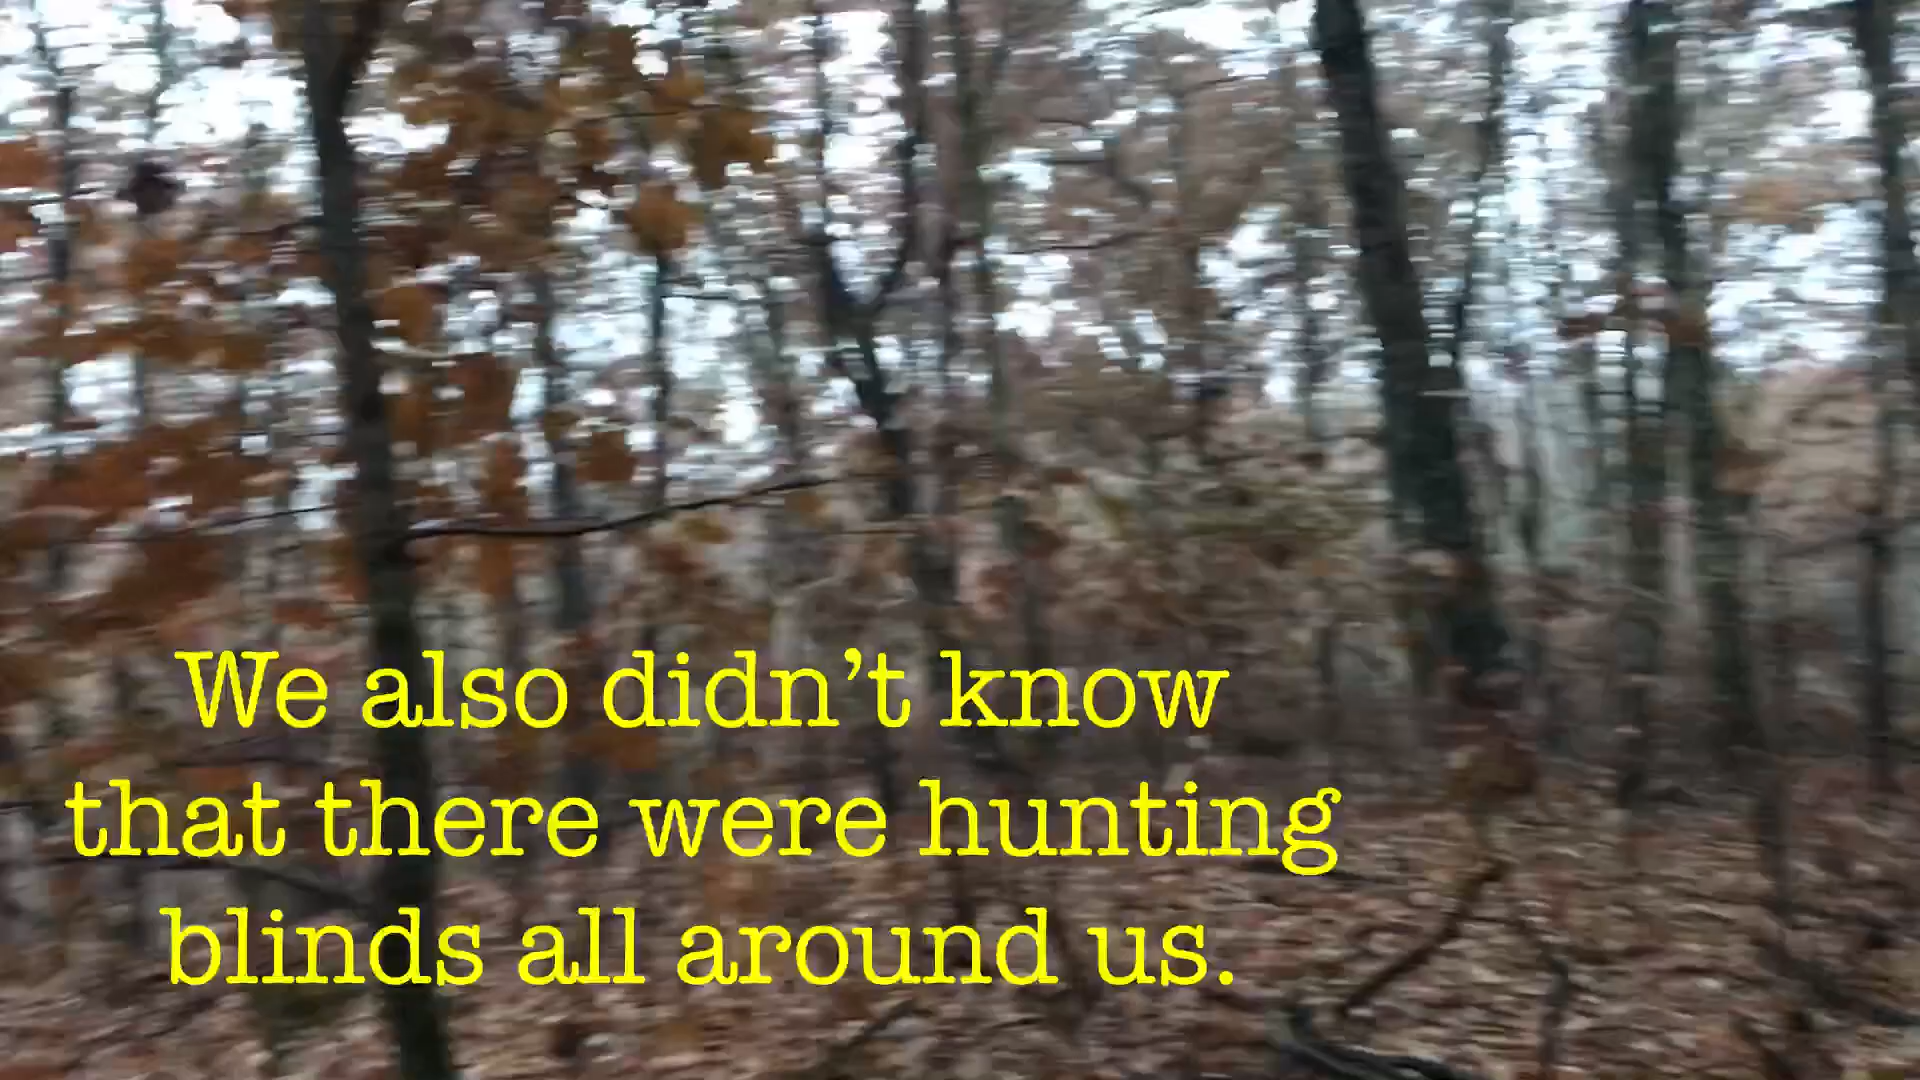 We also didn’t know
that there were hunting
blinds all around us.